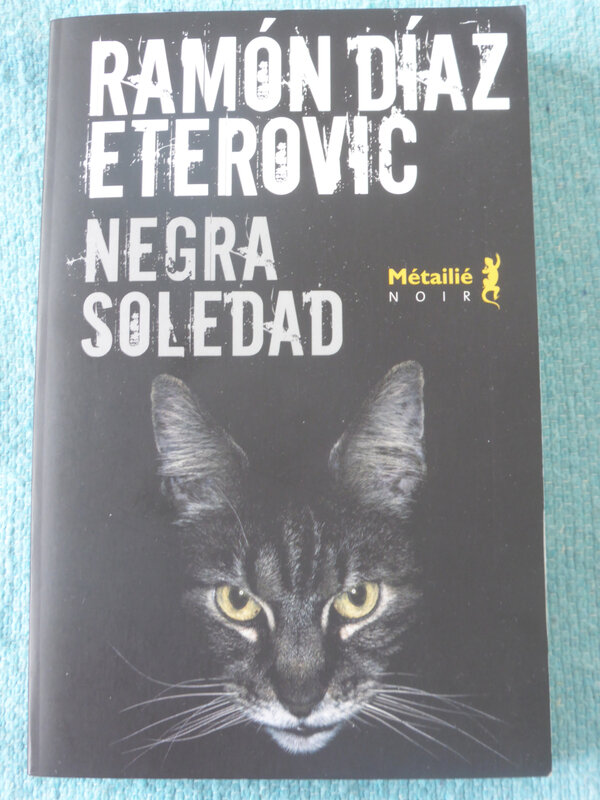 RAMÓN DÍAZ
ETEROVIC
NEGRA
SOLEDAD
Métailié
NOIR